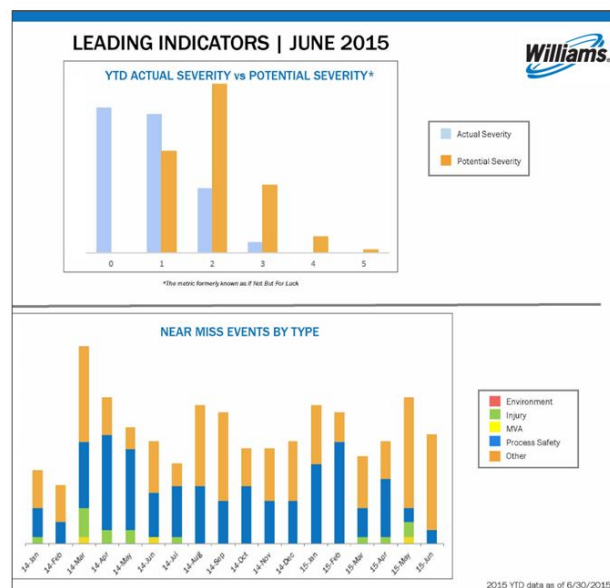 LEADING INDICATORS | JUNE 2015
Williams
YTD ACTUAL SEVERITY vs POTENTIAL SEVERITY*
Actual Severity
Potential Severity
0 1 2 3 4 5
*The metric formerly known as If Not But For Luck
NEAR MISS EVENTS BY TYPE
Environment
Injury
MVA
Process Safety
Other
14-Jan 14-Feb 14-Mar 14-Apr 14-May 14-Jun 14-Jul 14-Aug 14-Sep 14-Oct 14-Nov 14-Dec 15-Jan 15-Feb 15-Mar 15-Apr 15-May 15-Jun
2015 YTD data as of 6/30/2015